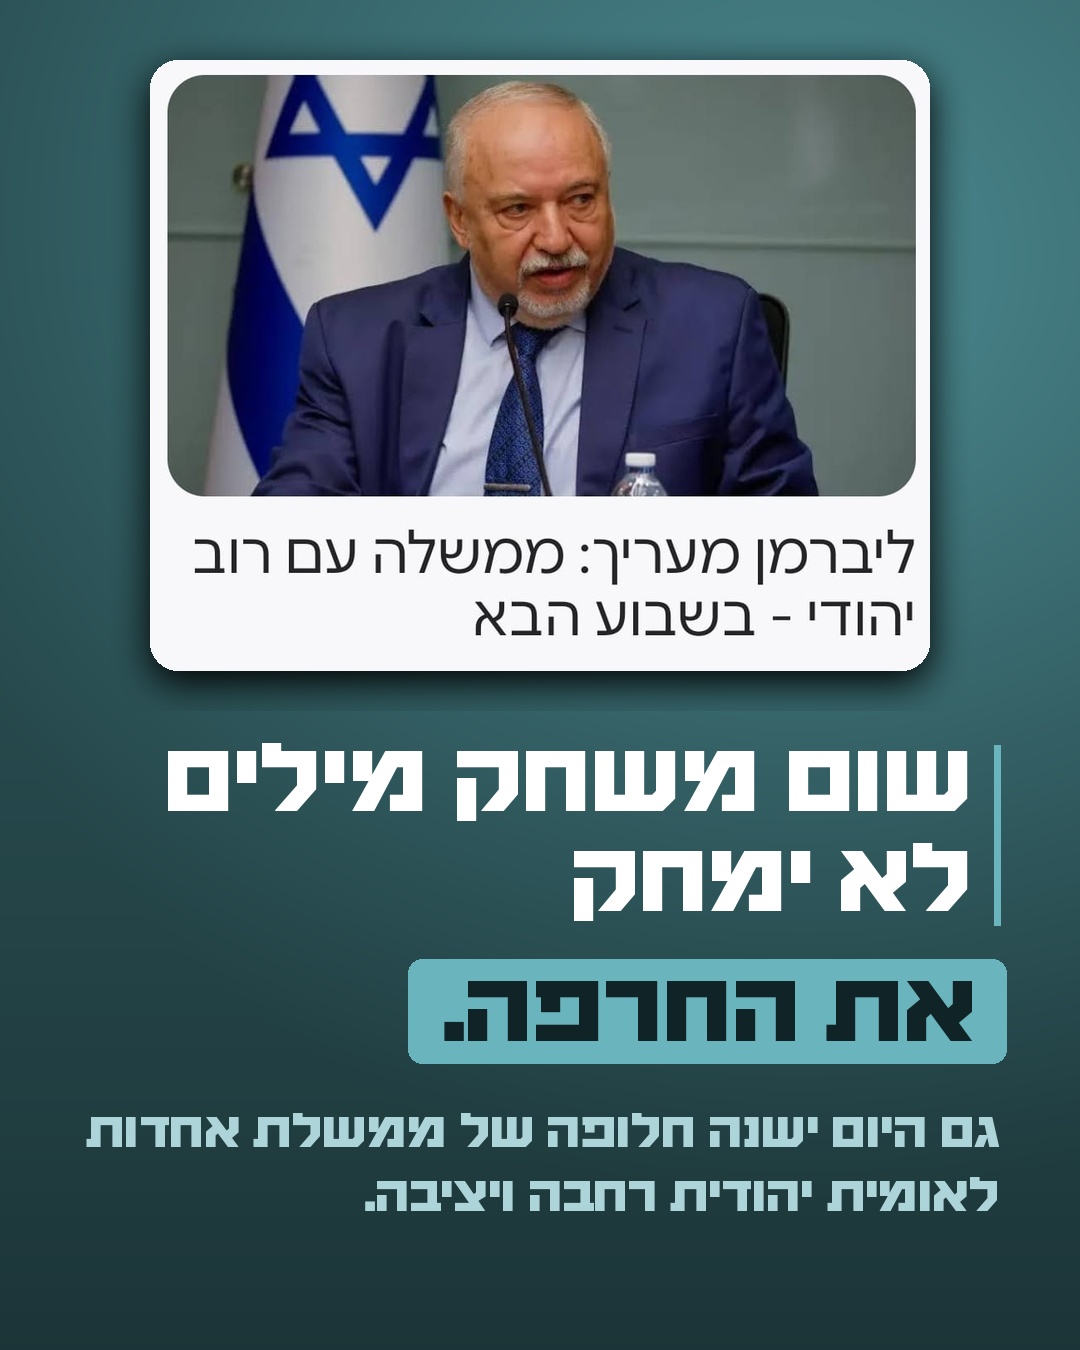 ליברמן מעריך: ממשלה עם רוב
יהודי - בשבוע הבא
שום משחק מילים
לא ימחק
את החרפה.
גם היום ישנה חלופה של ממשלת אחדות
לאומית יהודית רחבה ויציבה.